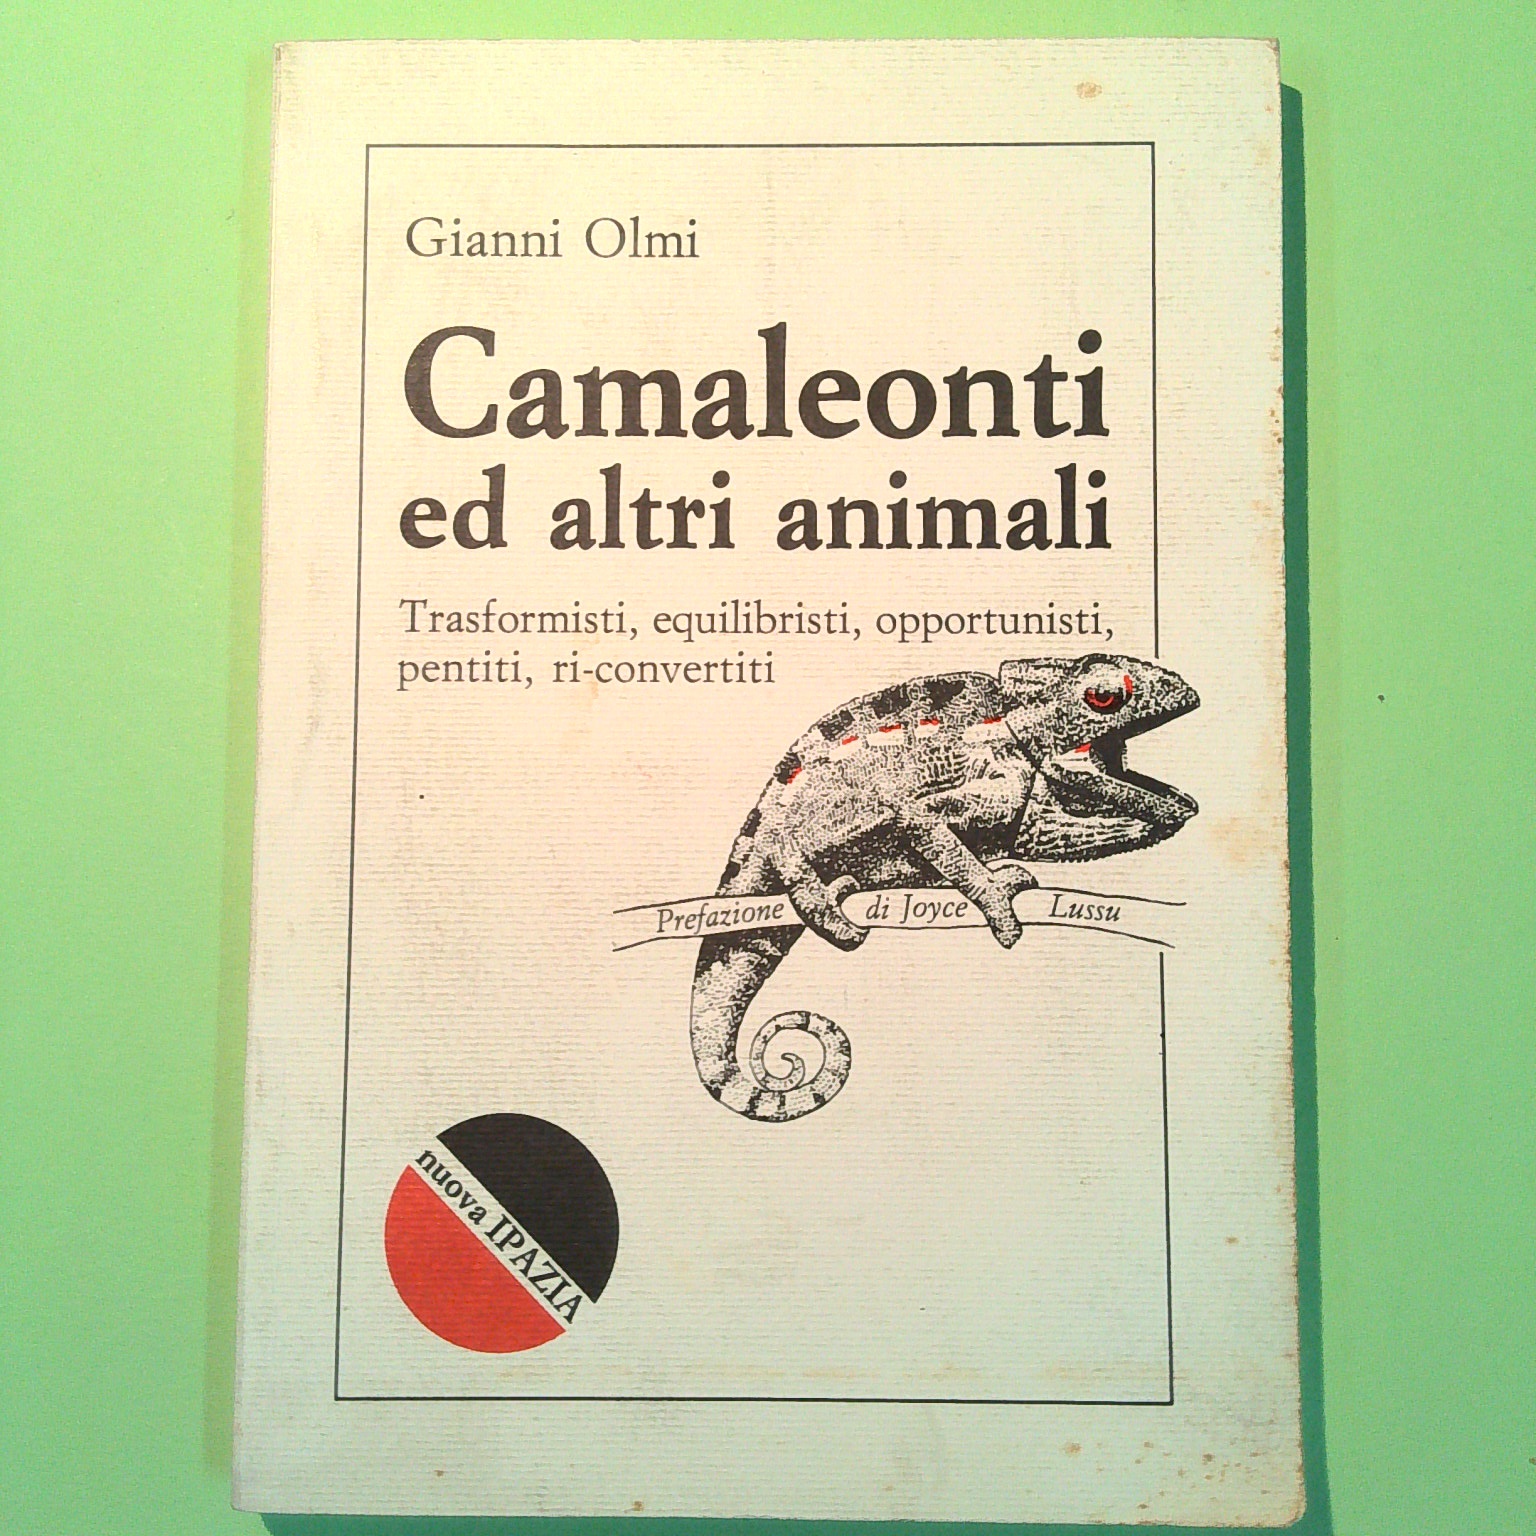 Gianni Olmi
Camaleonti
ed altri animali
Trasformisti, equilibristi, opportunisti,
pentiti, ri-convertiti
Prefazione di Joyce Lussu
nuova IPAZIA